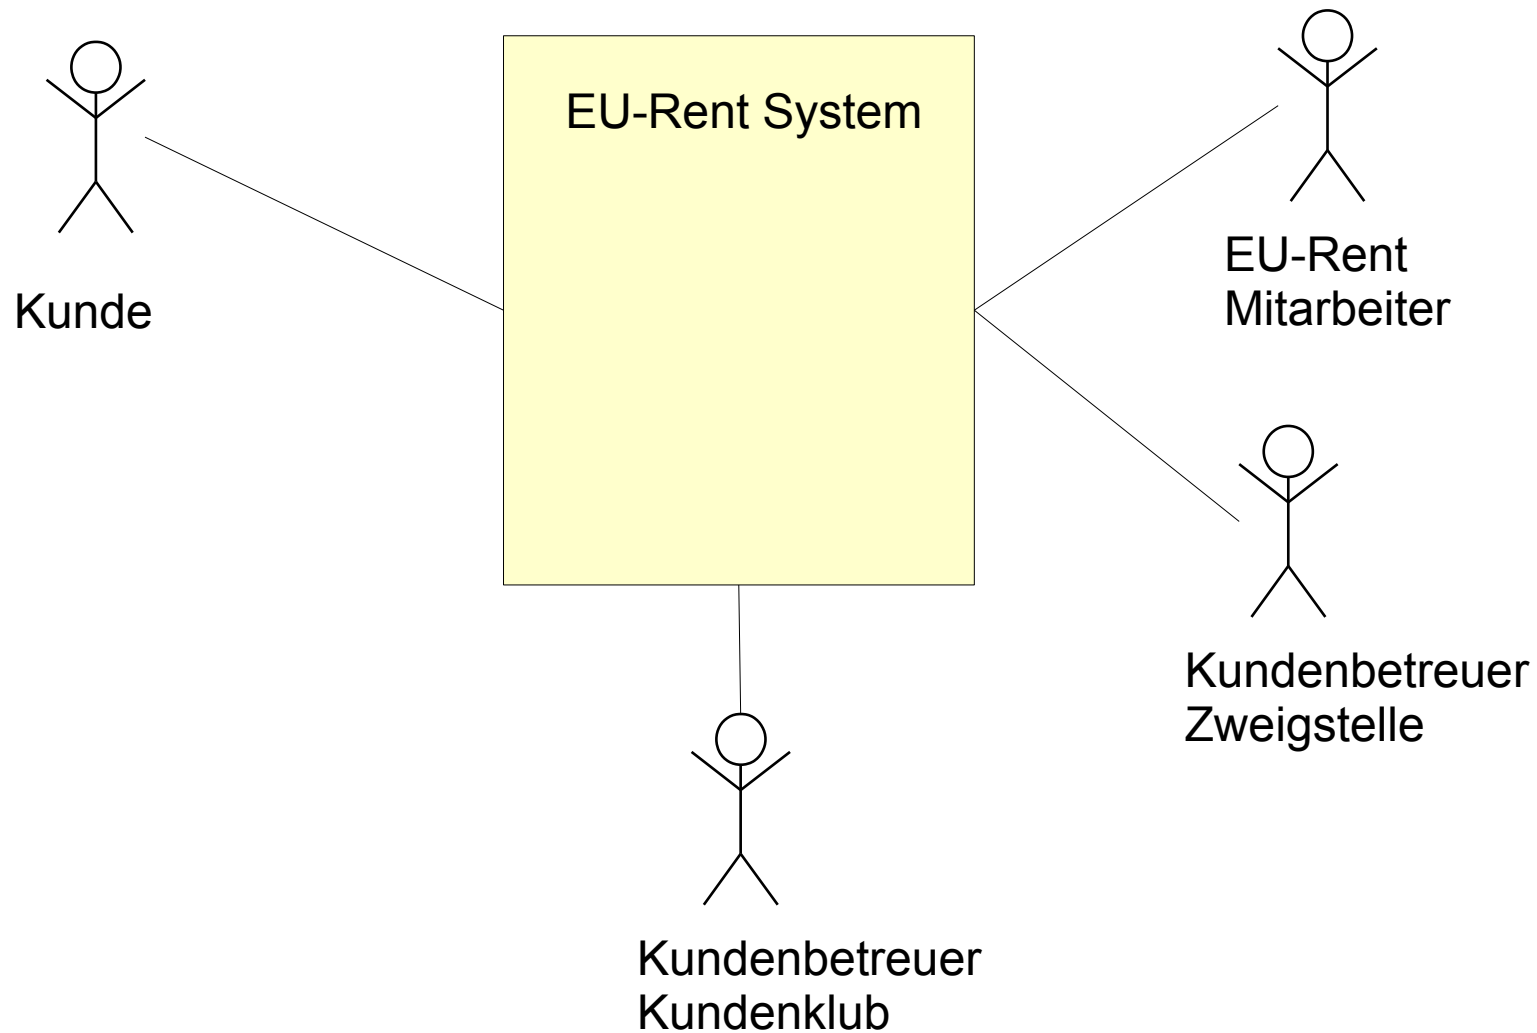 EU-Rent System
Kunde
EU-Rent
Mitarbeiter
Kundenbetreuer
Zweigstelle
Kundenbetreuer
Kundenklub